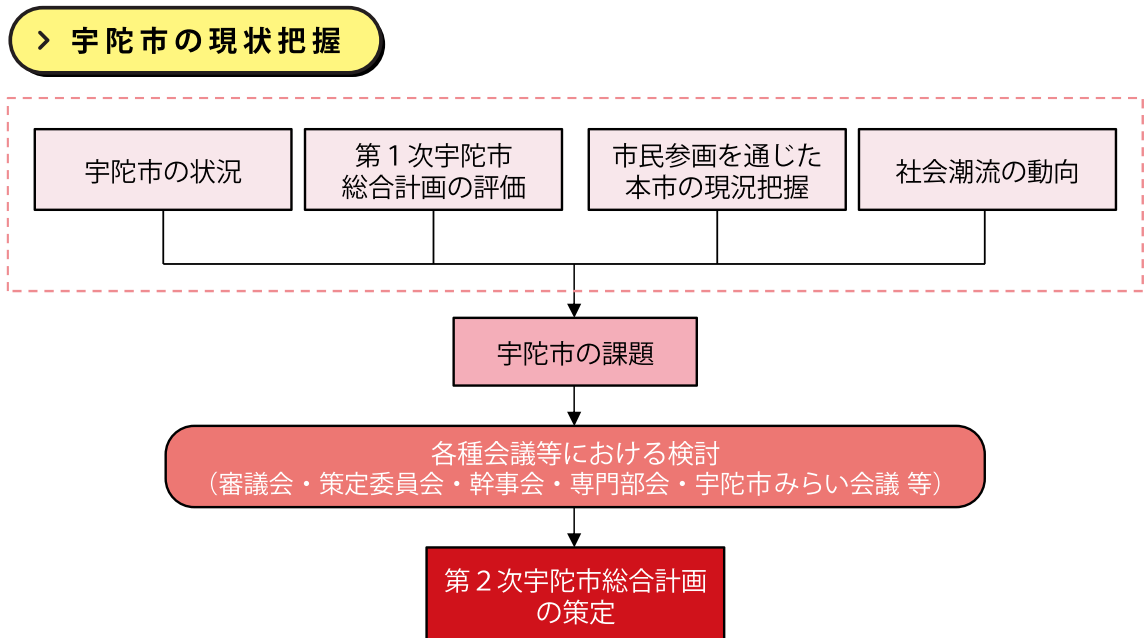 宇陀市の現状把握
宇陀市の状況
第１次宇陀市
総合計画の評価
市民参画を通じた
本市の現況把握
社会潮流の動向
宇陀市の課題
各種会議等における検討
（審議会・策定委員会・幹事会・専門部会・宇陀市みらい会議 等）
第２次宇陀市総合計画
の策定